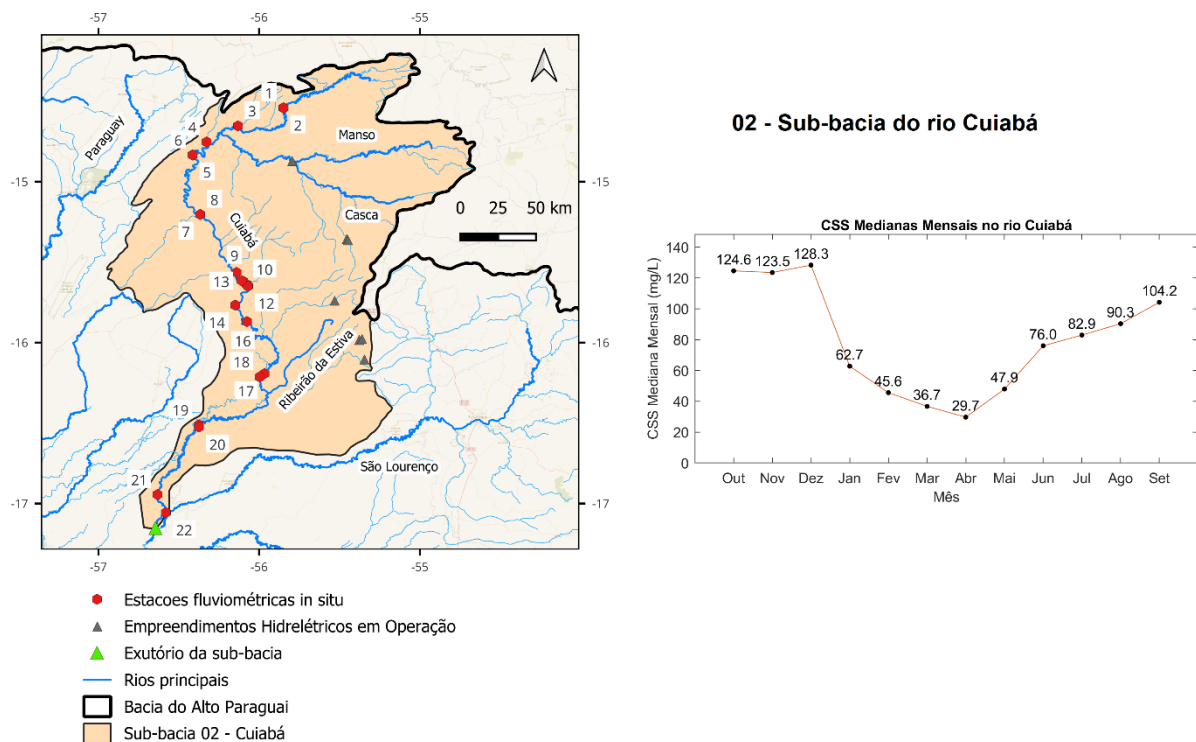 -57
-56
-55
1
3
4
2
Manso
6
Paraguay
5
-15
-15
8
Casca
0 25 50 km
7
Cuiabá
9
10
13
12
14
16
-16
-16
18
Ribeirão da Estiva
17
19
20
São Lourenço
21
-17
-17
22
-57
-56
-55
Estacoes fluviométricas in situ
Empreendimentos Hidrelétricos em Operação
Exutório da sub-bacia
Rios principais
Bacia do Alto Paraguai
Sub-bacia 02 - Cuiabá
02 - Sub-bacia do rio Cuiabá
CSS Medianas Mensais no rio Cuiabá
CSS Mediana Mensal (mg/L)
140
120
100
80
60
40
20
0
124.6
123.5
128.3
62.7
45.6
36.7
29.7
47.9
76.0
82.9
90.3
104.2
Out Nov Dez Jan Fev Mar Abr Mai Jun Jul Ago Set
Mês